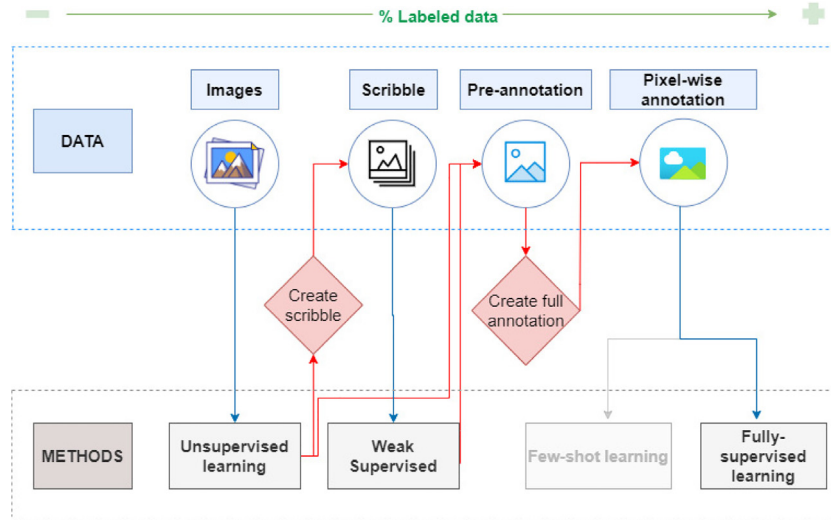 % Labeled data
Images
Scribble
Pre-annotation
Pixel-wise
annotation
DATA
Create
scribble
Create full
annotation
METHODS
Unsupervised
learning
Weak
Supervised
Few-shot learning
Fully-
supervised
learning